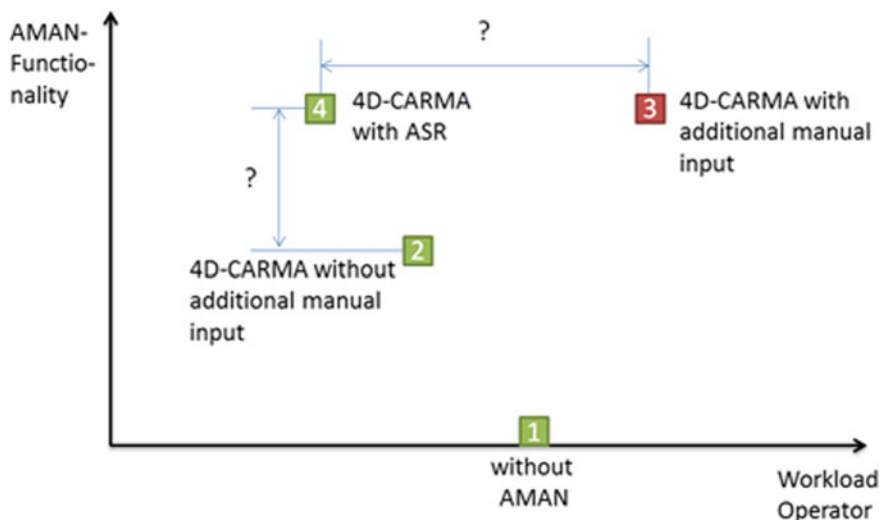 AMAN-
Functio-
nality
?
4 4D-CARMA
with ASR
3 4D-CARMA with
additional manual
input
?
2
4D-CARMA without
additional manual
input
1
without
AMAN
Workload
Operator